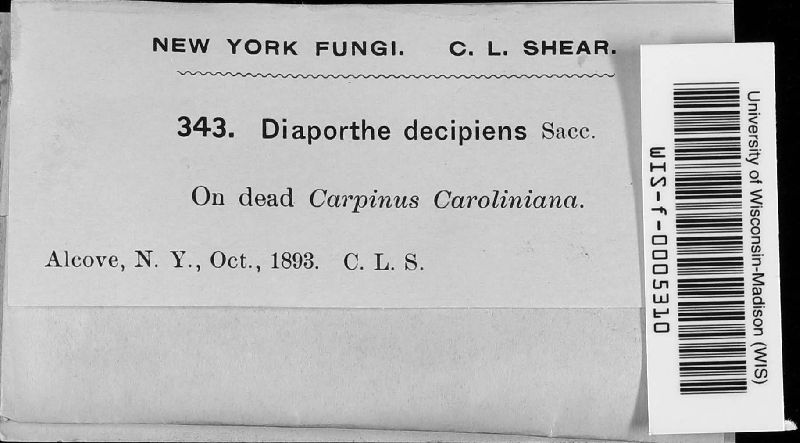 NEW YORK FUNGI. C. L. SHEAR.
343. Diaporthe decipiens Sacc.
On dead Carpinus Caroliniana.
Alcove, N. Y., Oct., 1893. C. L. S.
University of Wisconsin-Madison (WIS)
WIS-f-0005310